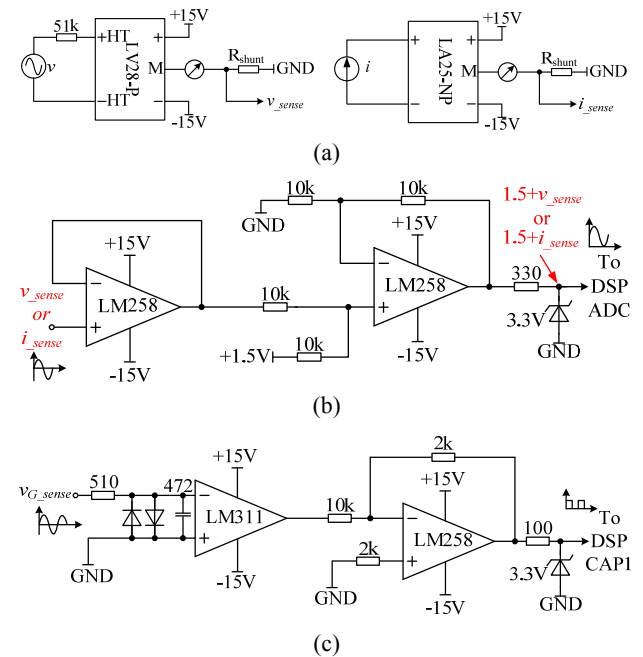 51k
+HT
−HT
LV28-P
+
M
−
+15V
-15V
Rshunt
GND
v
v_sense
+
−
LA25-NP
+
M
−
+15V
-15V
Rshunt
GND
i
i_sense
(a)
v_sense
or
i_sense
−
+
LM258
+15V
-15V
10k
+1.5V
10k
GND
10k
10k
−
+
LM258
+15V
-15V
330
1.5+v_sense
or
1.5+i_sense
3.3V
GND
To
DSP
ADC
(b)
vG_sense
510
472
GND
−
+
LM311
+15V
-15V
10k
2k
GND
2k
−
+
LM258
+15V
-15V
100
3.3V
GND
To
DSP
CAP1
(c)